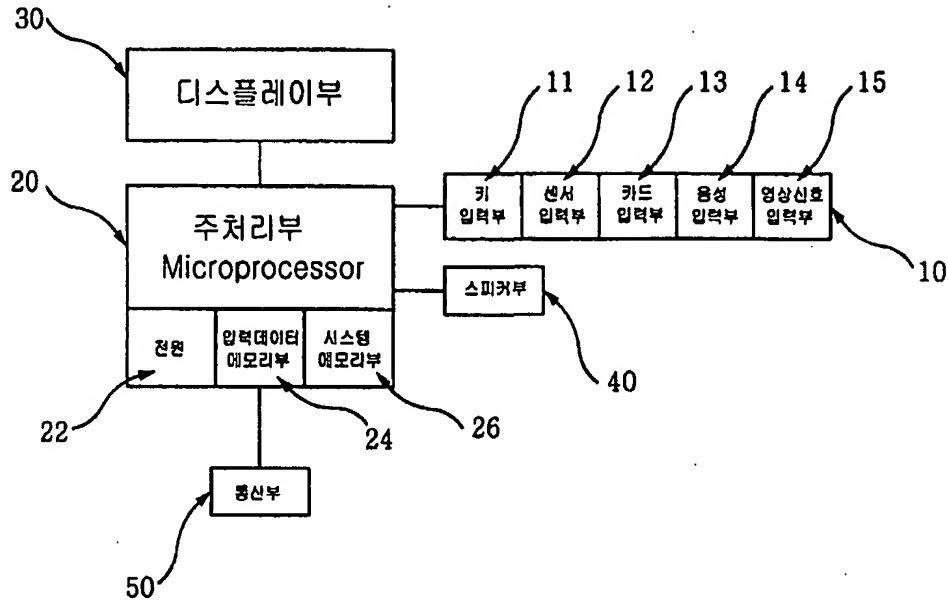 30
디스플레이부
11 12 13 14 15
20
키
입력부
센서
입력부
카드
입력부
음성
입력부
영상신호
입력부
주처리부
Microprocessor
10
스피커부
전원
입력데이터
메모리부
시스템
메모리부
40
22
24
26
통신부
50